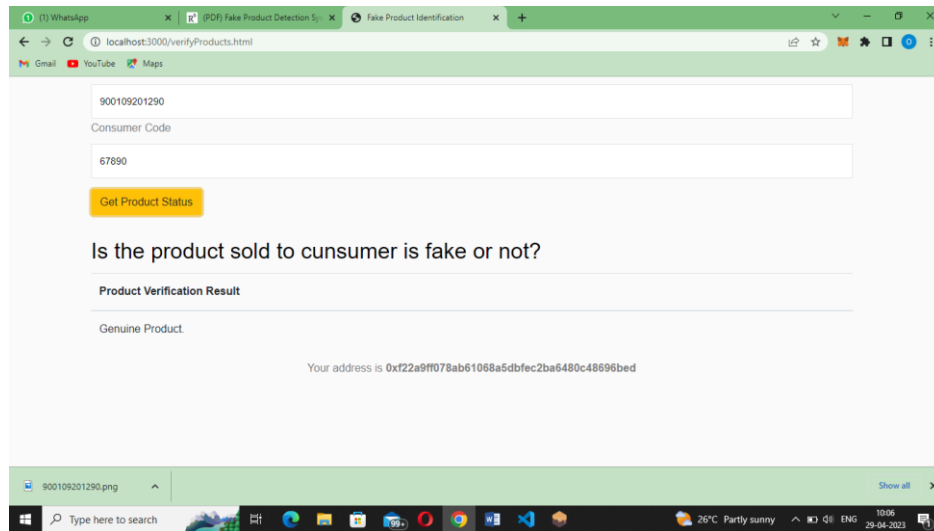 (1) WhatsApp
R⁶ (PDF) Fake Product Detection Sy
Fake Product Identification
localhost:3000/verifyProducts.html
Gmail YouTube Maps
900109201290
Consumer Code
67890
Get Product Status
Is the product sold to cunsumer is fake or not?
Product Verification Result
Genuine Product.
Your address is 0xf22a9ff078ab61068a5dbfec2ba6480c48696bed
900109201290.png
Show all
Type here to search
99+
26°C Partly sunny
ENG
10:06
29-04-2023